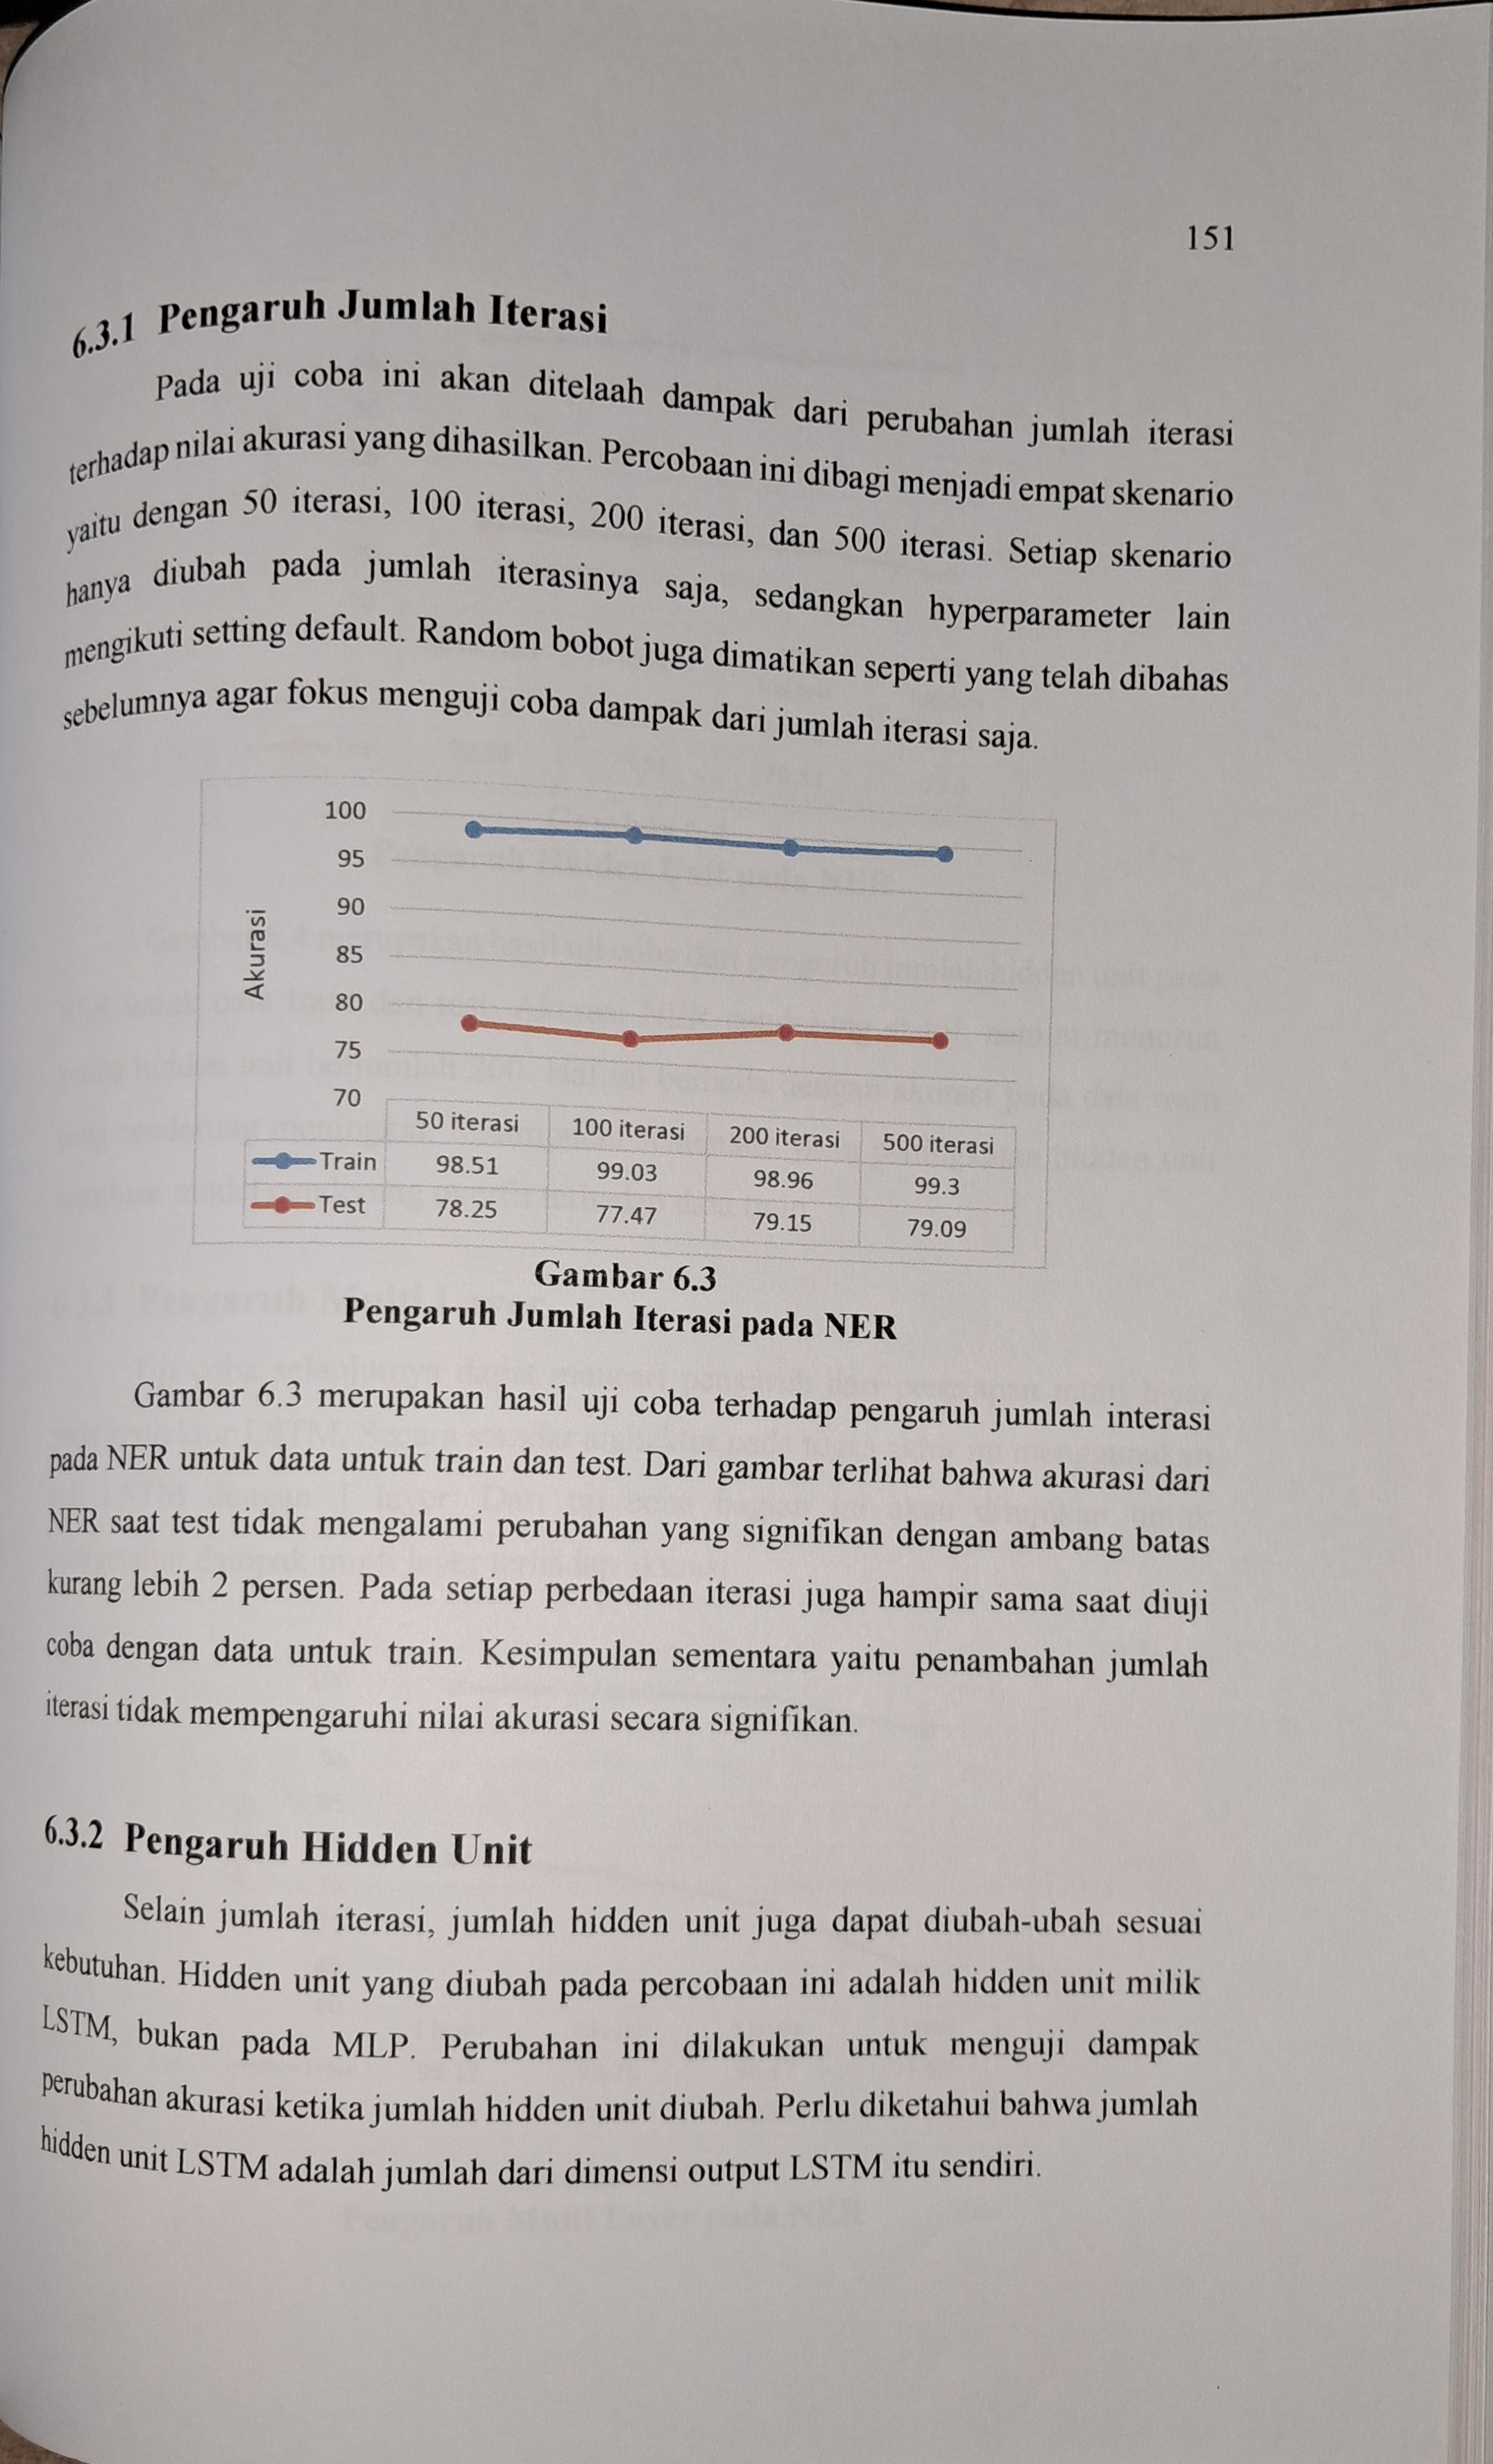 151
6.3.1 Pengaruh Jumlah Iterasi
Pada uji coba ini akan ditelaah dampak dari perubahan jumlah iterasi
terhadap nilai akurasi yang dihasilkan. Percobaan ini dibagi menjadi empat skenario
yaitu dengan 50 iterasi, 100 iterasi, 200 iterasi, dan 500 iterasi. Setiap skenario
hanya diubah pada jumlah iterasinya saja, sedangkan hyperparameter lain
mengikuti setting default. Random bobot juga dimatikan seperti yang telah dibahas
sebelumnya agar fokus menguji coba dampak dari jumlah iterasi saja.
100
95
90
85
80
75
70
Akurasi
50 iterasi 100 iterasi 200 iterasi 500 iterasi
Train 98.51 99.03 98.96 99.3
Test 78.25 77.47 79.15 79.09
Gambar 6.3
Pengaruh Jumlah Iterasi pada NER
Gambar 6.3 merupakan hasil uji coba terhadap pengaruh jumlah interasi
pada NER untuk data untuk train dan test. Dari gambar terlihat bahwa akurasi dari
NER saat test tidak mengalami perubahan yang signifikan dengan ambang batas
kurang lebih 2 persen. Pada setiap perbedaan iterasi juga hampir sama saat diuji
coba dengan data untuk train. Kesimpulan sementara yaitu penambahan jumlah
iterasi tidak mempengaruhi nilai akurasi secara signifikan.
6.3.2 Pengaruh Hidden Unit
Selain jumlah iterasi, jumlah hidden unit juga dapat diubah-ubah sesuai
kebutuhan. Hidden unit yang diubah pada percobaan ini adalah hidden unit milik
LSTM, bukan pada MLP. Perubahan ini dilakukan untuk menguji dampak
perubahan akurasi ketika jumlah hidden unit diubah. Perlu diketahui bahwa jumlah
hidden unit LSTM adalah jumlah dari dimensi output LSTM itu sendiri.